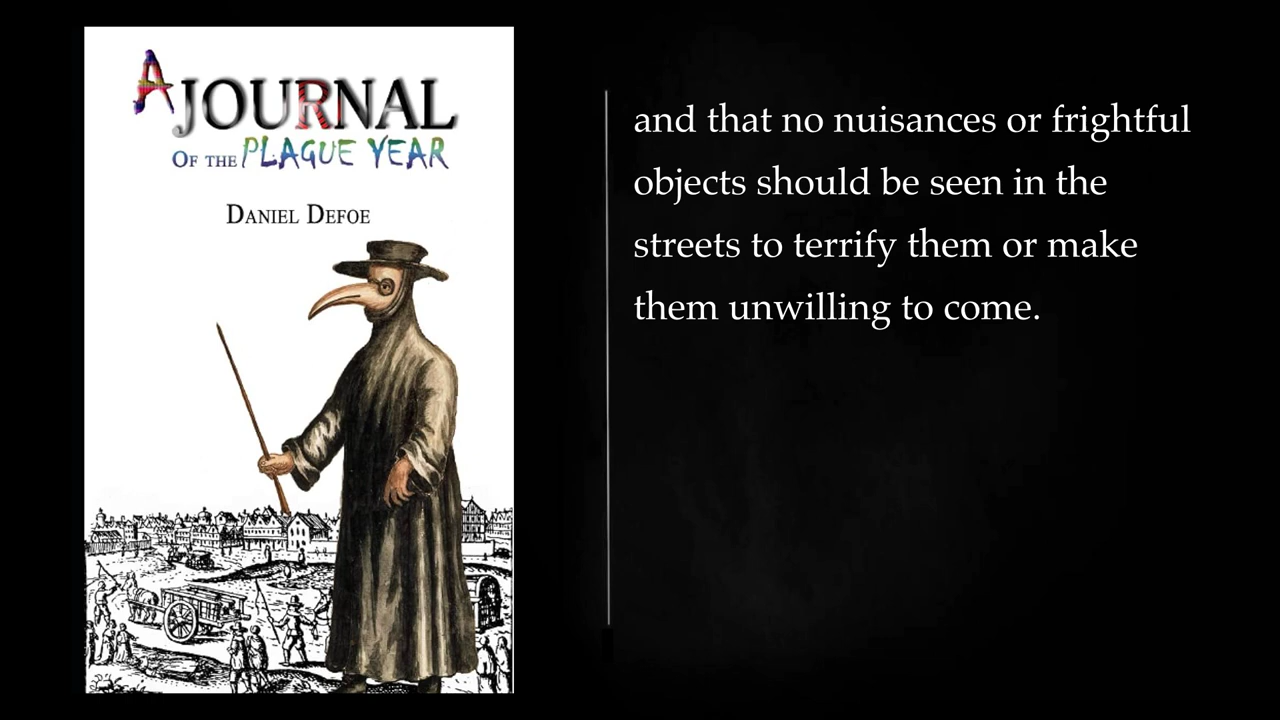 A JOURNAL
OF THE PLAGUE YEAR
DANIEL DEFOE
and that no nuisances or frightful
objects should be seen in the
streets to terrify them or make
them unwilling to come.